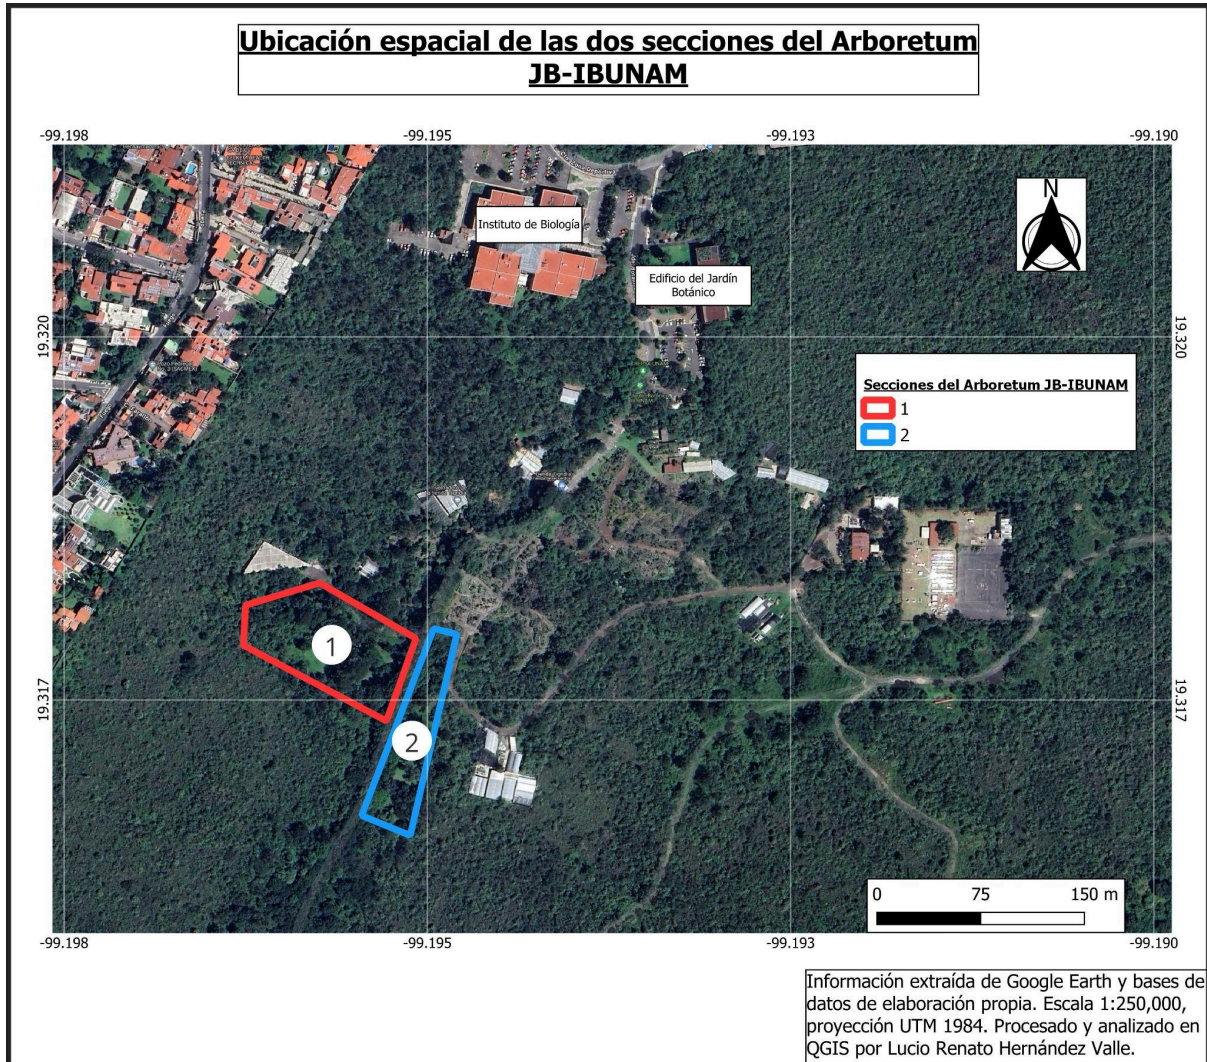 Ubicación espacial de las dos secciones del Arboretum
JB-IBUNAM
-99.198
-99.195
-99.193
-99.190
N
Instituto de Biología
Edificio del Jardín
Botánico
19.320
19.320
Secciones del Arboretum JB-IBUNAM
1
2
1
19.317
19.317
2
0 75 150 m
-99.198
-99.195
-99.193
-99.190
Información extraída de Google Earth y bases de
datos de elaboración propia. Escala 1:250,000,
proyección UTM 1984. Procesado y analizado en
QGIS por Lucio Renato Hernández Valle.